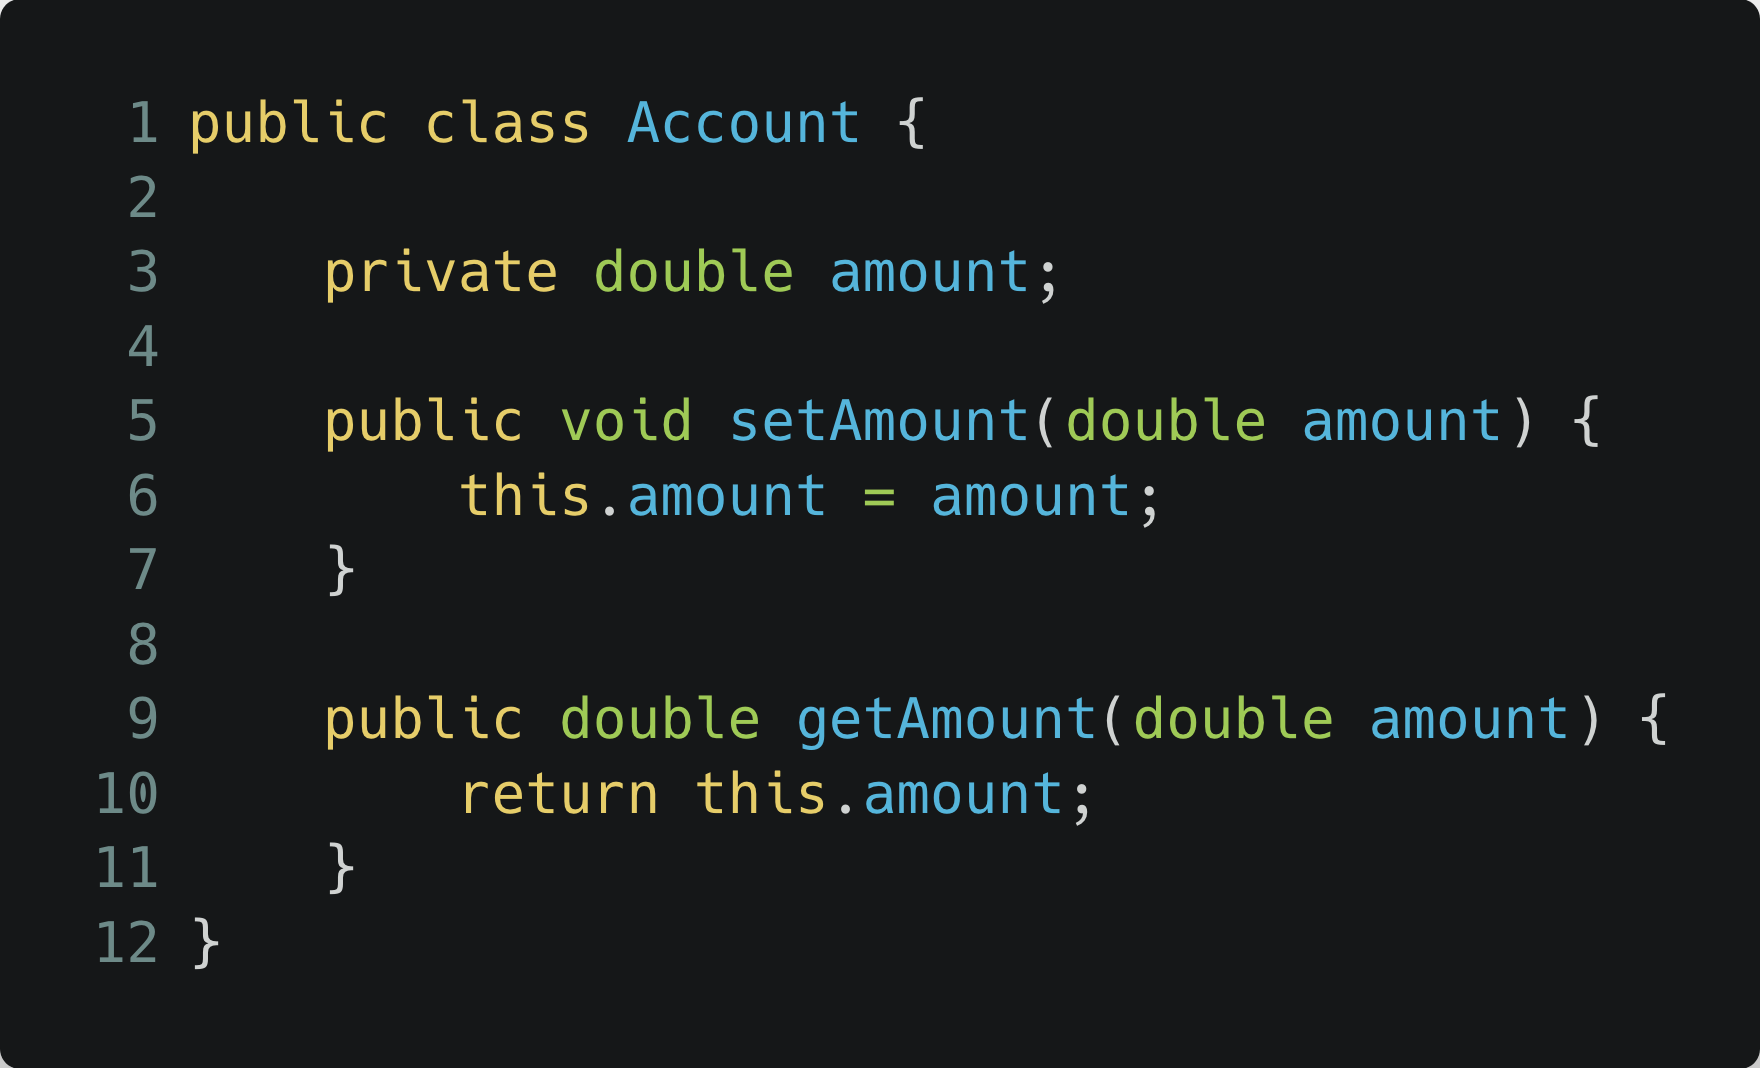 1 public class Account {
2
3     private double amount;
4
5     public void setAmount(double amount) {
6         this.amount = amount;
7     }
8
9     public double getAmount(double amount) {
10         return this.amount;
11     }
12 }